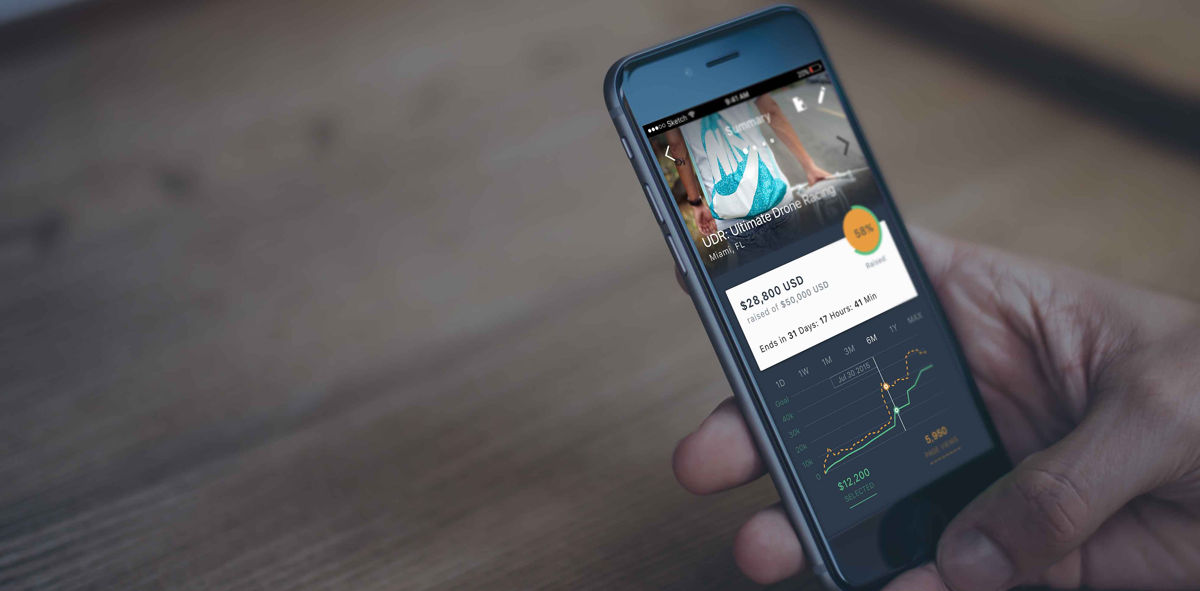 Sketch 9:41 AM 20%
Summary
UDR: Ultimate Drone Racing
Miami, FL
58%
Raised
$28,800 USD
raised of $50,000 USD
Ends in 31 Days: 17 Hours: 41 Min
1D 1W 1M 3M 6M 1Y MAX
Jul 30 2015
Goal
40k
30k
20k
10k
0
$12,200
SELECTED
5,950
PAGE VIEWS